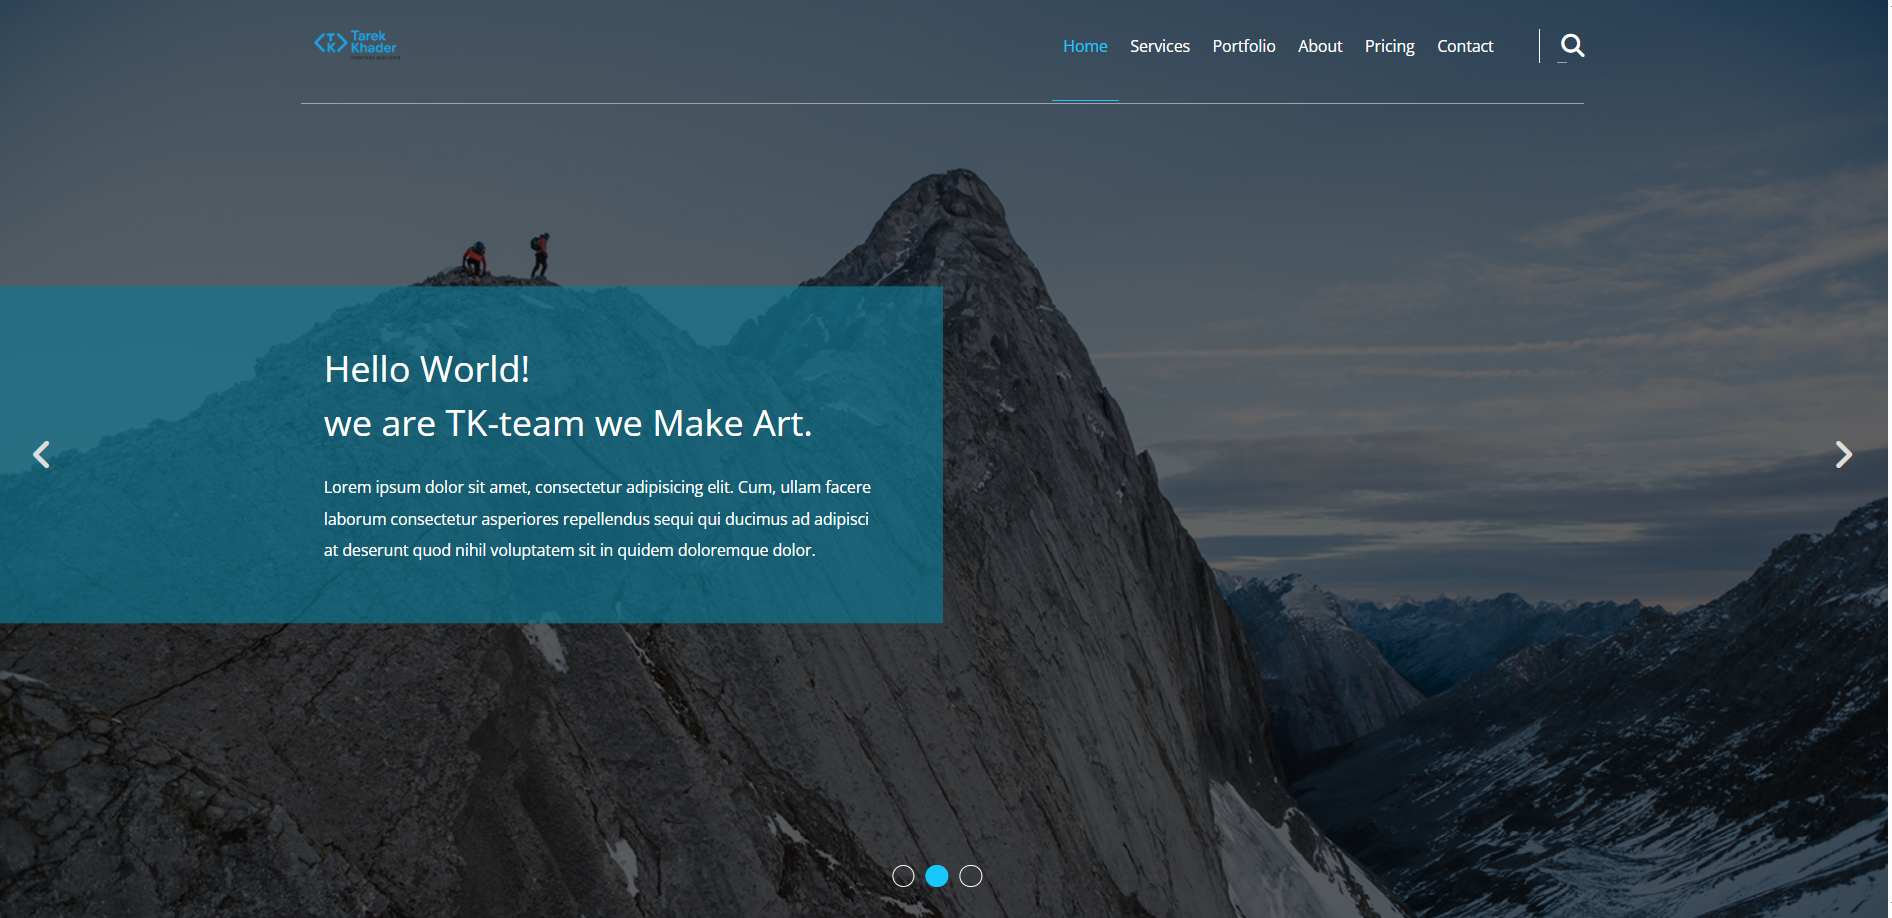 <TK> Tarek
Khader
Home Services Portfolio About Pricing Contact
Hello World!
we are TK-team we Make Art.
Lorem ipsum dolor sit amet, consectetur adipisicing elit. Cum, ullam facere
laborum consectetur asperiores repellendus sequi qui ducimus ad adipisci
at deserunt quod nihil voluptatem sit in quidem doloremque dolor.